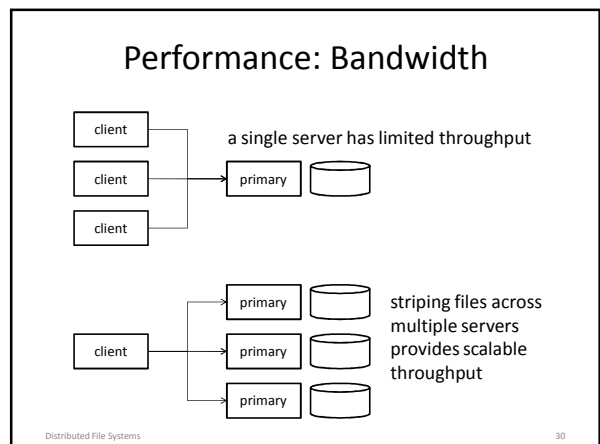 Performance: Bandwidth
client
a single server has limited throughput
client
primary
client
primary
striping files across
multiple servers
client
primary
provides scalable
throughput
primary
Distributed File Systems
30